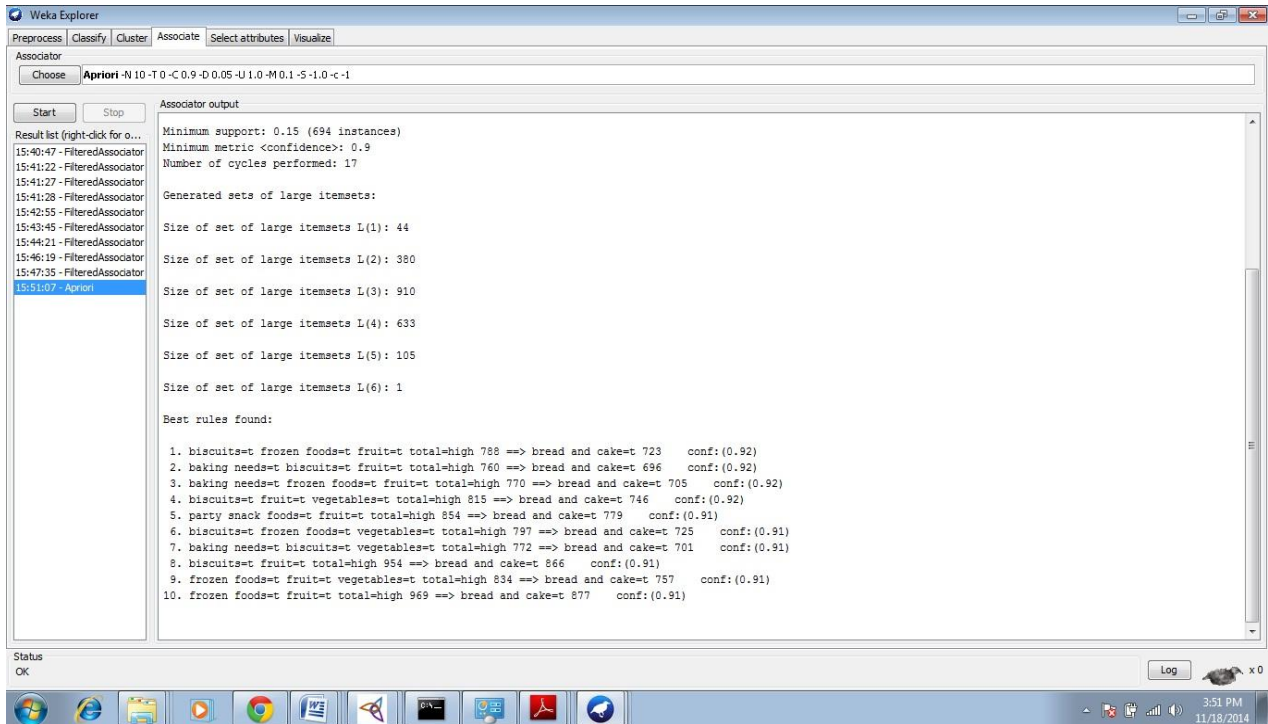 Weka Explorer
Preprocess Classify Cluster Associate Select attributes Visualize
Associator
Choose Apriori -N 10 -T 0 -C 0.9 -D 0.05 -U 1.0 -M 0.1 -S -1.0 -c -1
Start Stop
Result list (right-click for o...
15:40:47 - FilteredAssociator
15:41:22 - FilteredAssociator
15:41:27 - FilteredAssociator
15:41:28 - FilteredAssociator
15:42:55 - FilteredAssociator
15:43:45 - FilteredAssociator
15:44:21 - FilteredAssociator
15:46:19 - FilteredAssociator
15:47:35 - FilteredAssociator
15:51:07 - Apriori
Associator output
Minimum support: 0.15 (694 instances)
Minimum metric <confidence>: 0.9
Number of cycles performed: 17
Generated sets of large itemsets:
Size of set of large itemsets L(1): 44
Size of set of large itemsets L(2): 380
Size of set of large itemsets L(3): 910
Size of set of large itemsets L(4): 633
Size of set of large itemsets L(5): 105
Size of set of large itemsets L(6): 1
Best rules found:
1. biscuits=t frozen foods=t fruit=t total=high 788 ==> bread and cake=t 723 conf:(0.92)
2. baking needs=t biscuits=t fruit=t total=high 760 ==> bread and cake=t 696 conf:(0.92)
3. baking needs=t frozen foods=t fruit=t total=high 770 ==> bread and cake=t 705 conf:(0.92)
4. biscuits=t fruit=t vegetables=t total=high 815 ==> bread and cake=t 746 conf:(0.92)
5. party snack foods=t fruit=t total=high 854 ==> bread and cake=t 779 conf:(0.91)
6. biscuits=t frozen foods=t vegetables=t total=high 797 ==> bread and cake=t 725 conf:(0.91)
7. baking needs=t biscuits=t vegetables=t total=high 772 ==> bread and cake=t 701 conf:(0.91)
8. biscuits=t fruit=t total=high 954 ==> bread and cake=t 866 conf:(0.91)
9. frozen foods=t fruit=t vegetables=t total=high 834 ==> bread and cake=t 757 conf:(0.91)
10. frozen foods=t fruit=t total=high 969 ==> bread and cake=t 877 conf:(0.91)
Status
OK
Log x 0
3:51 PM
11/18/2014